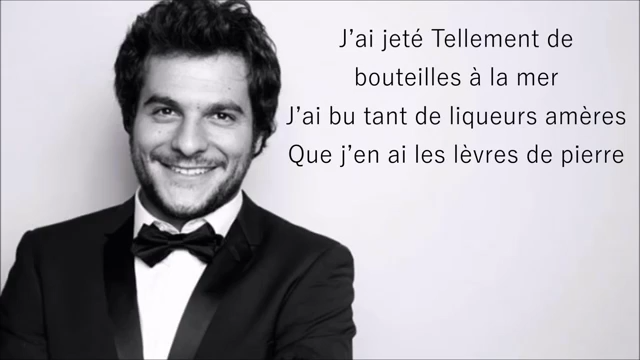 J'ai jeté Tellement de
bouteilles à la mer
J'ai bu tant de liqueurs amères
Que j'en ai les lèvres de pierre